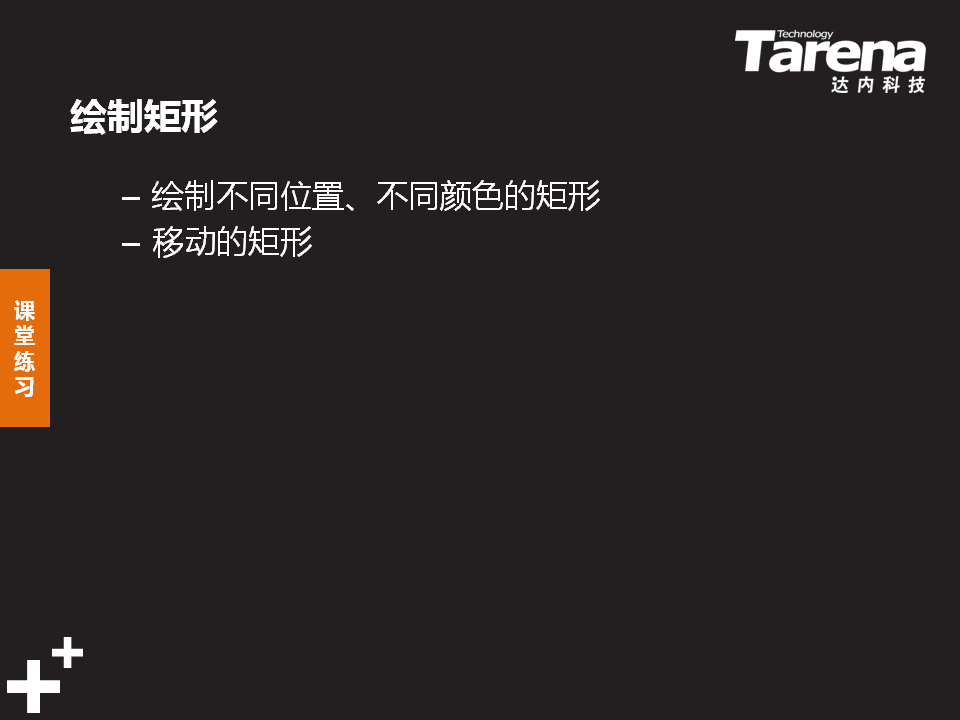 Technology
Tarena
达内科技
绘制矩形
– 绘制不同位置、不同颜色的矩形
– 移动的矩形
课
堂
练
习